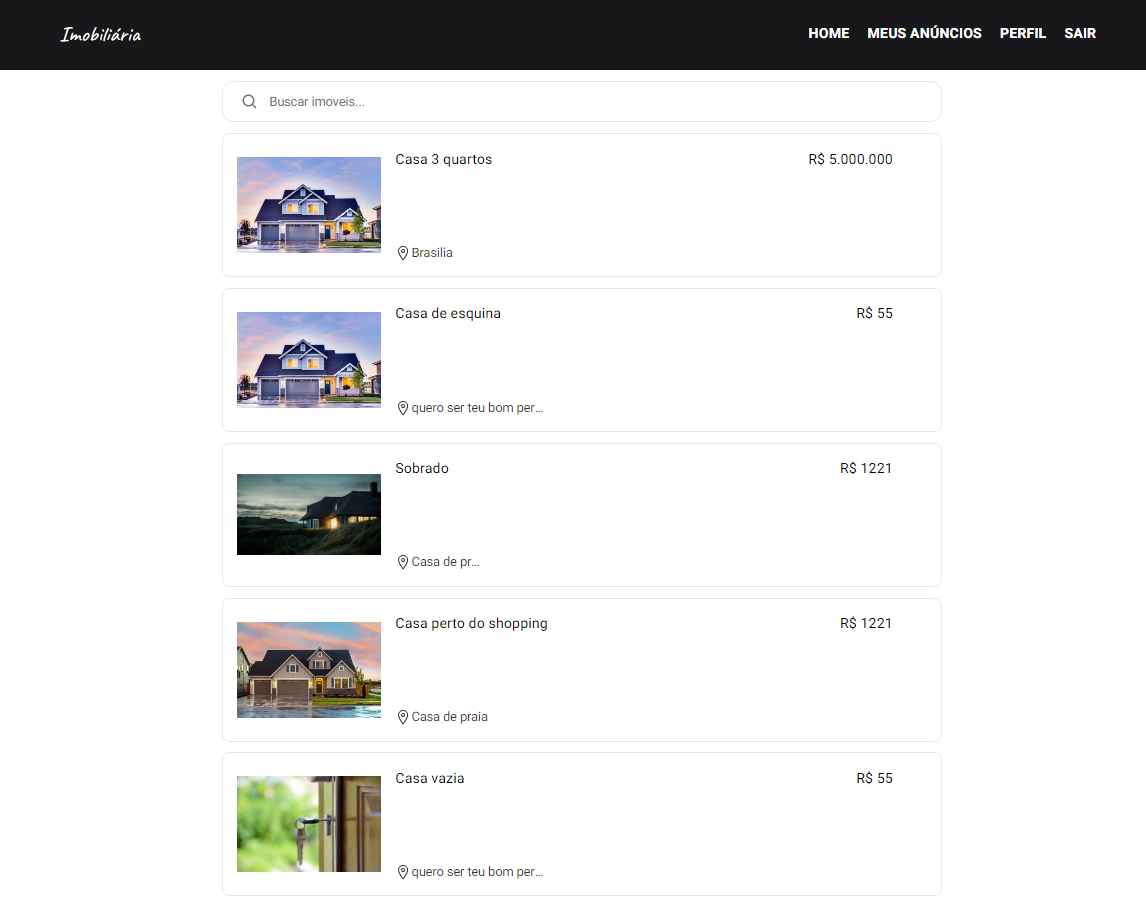 Imobiliária
HOME MEUS ANÚNCIOS PERFIL SAIR
Buscar imoveis...
Casa 3 quartos R$ 5.000.000
Brasilia
Casa de esquina R$ 55
quero ser teu bom per...
Sobrado R$ 1221
Casa de pr...
Casa perto do shopping R$ 1221
Casa de praia
Casa vazia R$ 55
quero ser teu bom per...